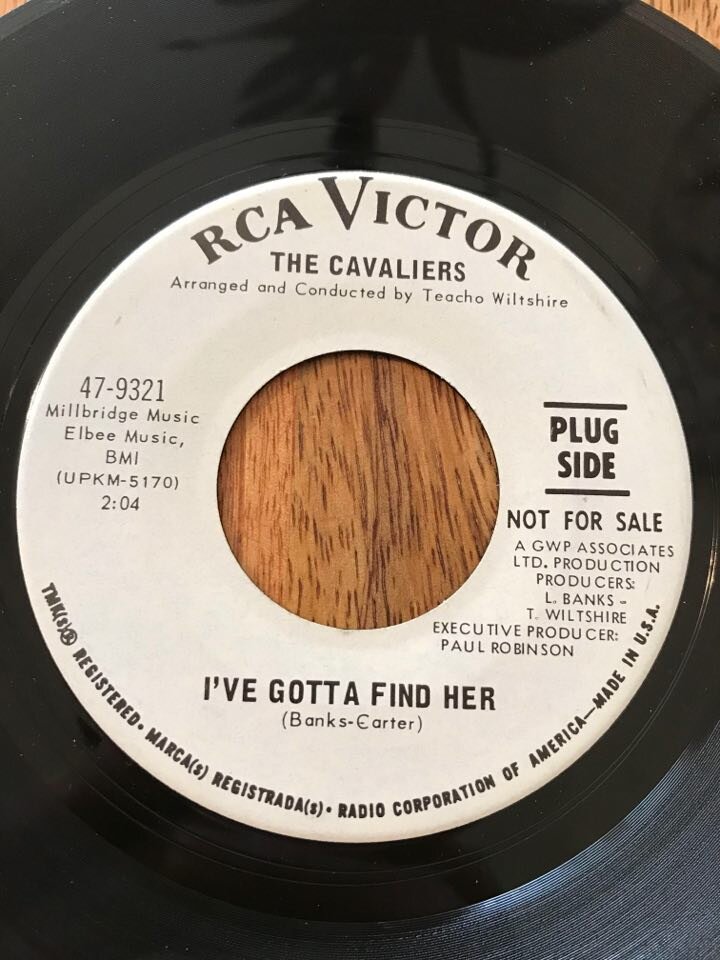 RCA VICTOR
THE CAVALIERS
Arranged and Conducted by Teacho Wiltshire
47-9321
Millbridge Music
Elbee Music,
BMI
(UPKM-5170)
2:04
PLUG
SIDE
NOT FOR SALE
A GWP ASSOCIATES
LTD. PRODUCTION
PRODUCERS:
L. BANKS -
T. WILTSHIRE
EXECUTIVE PRODUCER:
PAUL ROBINSON
I'VE GOTTA FIND HER
(Banks-Carter)
TMK(s)® REGISTERED • MARCA(s) REGISTRADA(s) • RADIO CORPORATION OF AMERICA—MADE IN U.S.A.